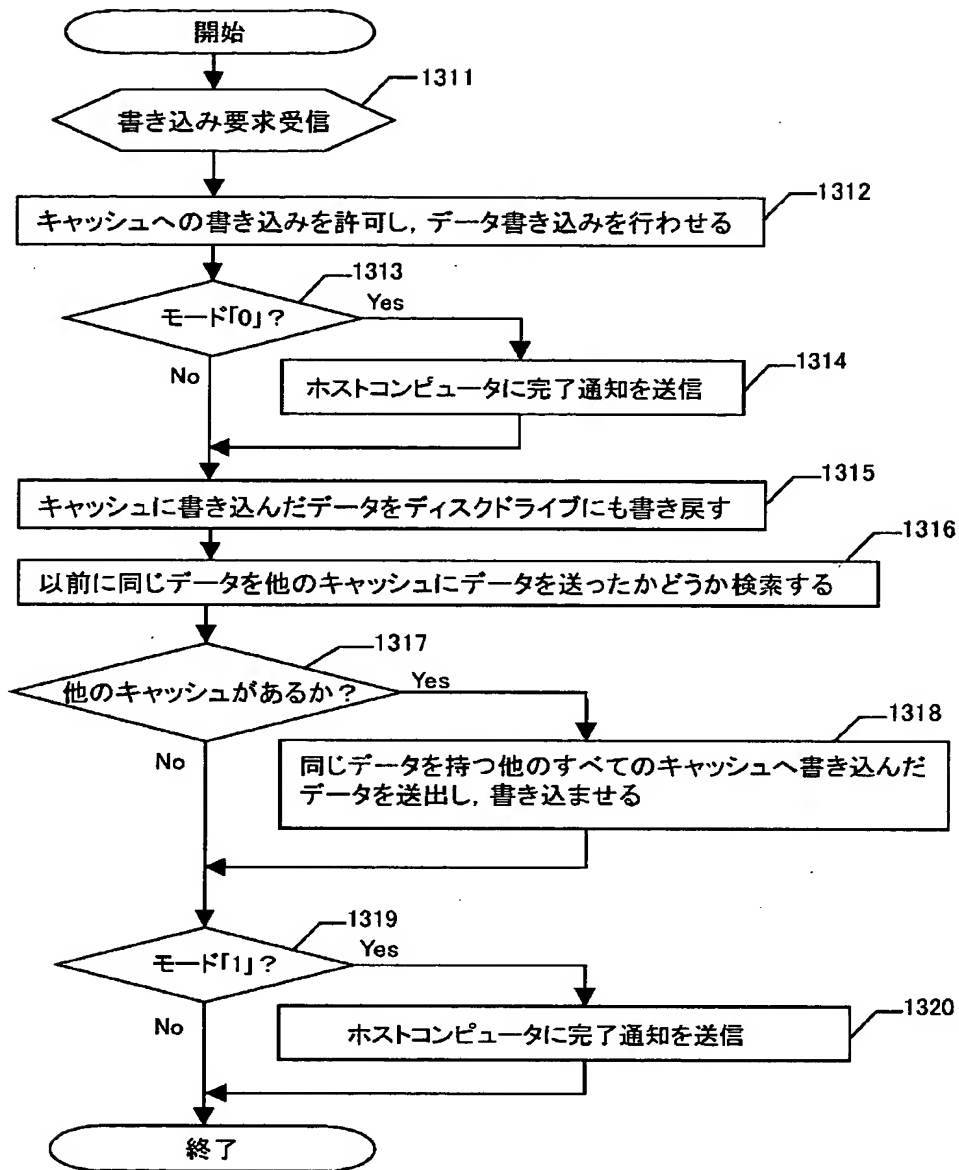 開始
1311
書き込み要求受信
1312
キャッシュへの書き込みを許可し,データ書き込みを行わせる
1313
モード「0」?
Yes
No
1314
ホストコンピュータに完了通知を送信
1315
キャッシュに書き込んだデータをディスクドライブにも書き戻す
1316
以前に同じデータを他のキャッシュにデータを送ったかどうか検索する
1317
他のキャッシュがあるか?
Yes
No
1318
同じデータを持つ他のすべてのキャッシュへ書き込んだ
データを送出し,書き込ませる
1319
モード「1」?
Yes
No
1320
ホストコンピュータに完了通知を送信
終了